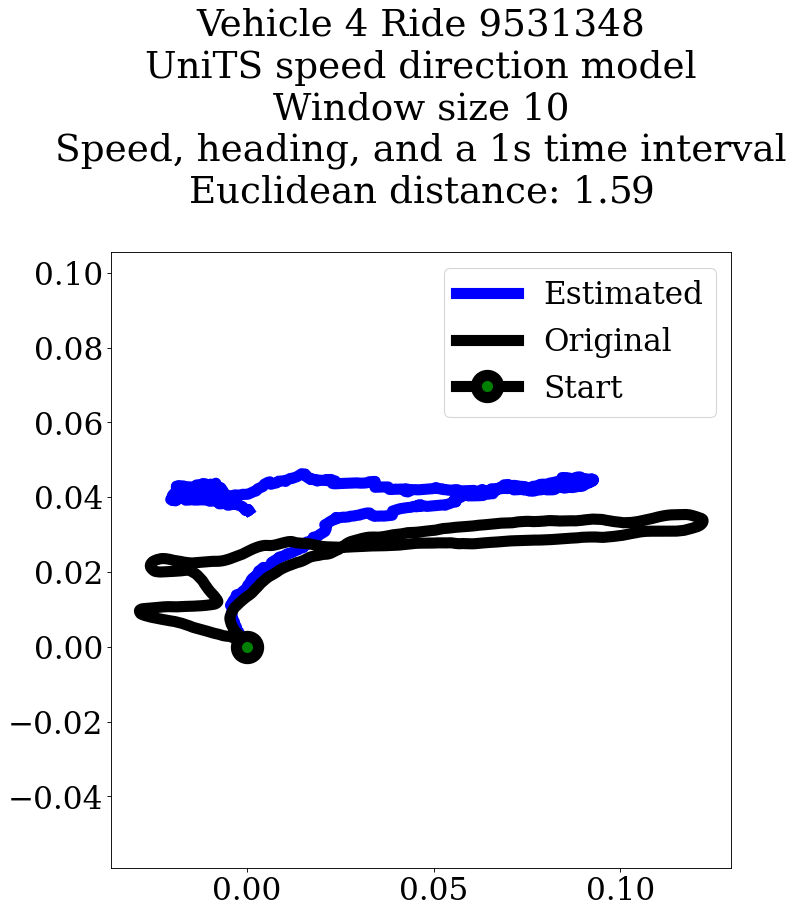 Vehicle 4 Ride 9531348
UniTS speed direction model
Window size 10
Speed, heading, and a 1s time interval
Euclidean distance: 1.59
Estimated
Original
Start
0.10
0.08
0.06
0.04
0.02
0.00
−0.02
−0.04
0.00 0.05 0.10